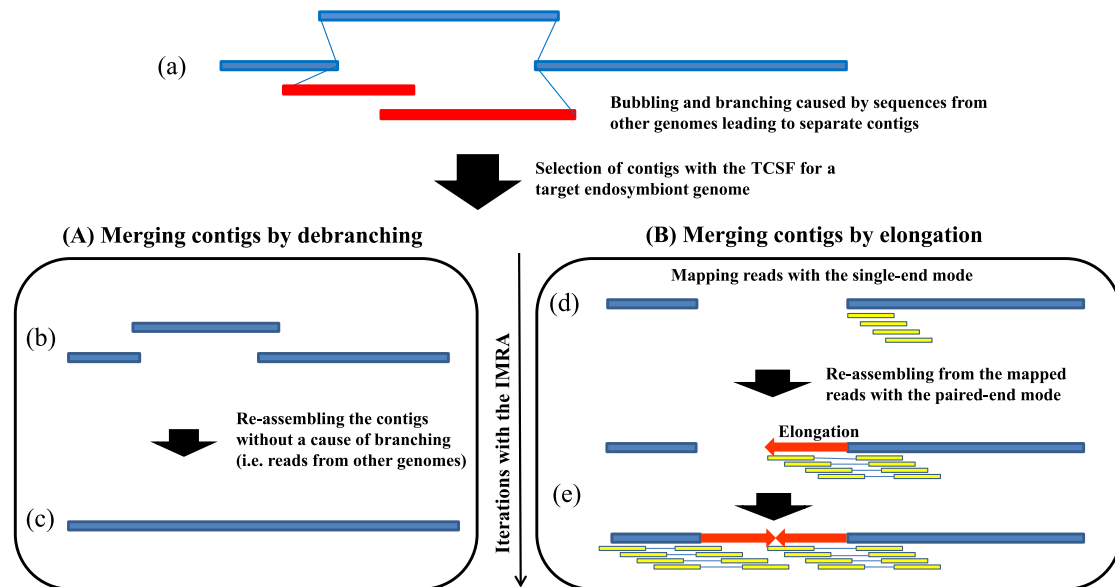 (a)
Bubbling and branching caused by sequences from
other genomes leading to separate contigs
Selection of contigs with the TCSF for a
target endosymbiont genome
(A) Merging contigs by debranching
(b)
Re-assembling the contigs
without a cause of branching
(i.e. reads from other genomes)
(c)
Iterations with the IMRA
(B) Merging contigs by elongation
Mapping reads with the single-end mode
(d)
Re-assembling from the mapped
reads with the paired-end mode
Elongation
(e)